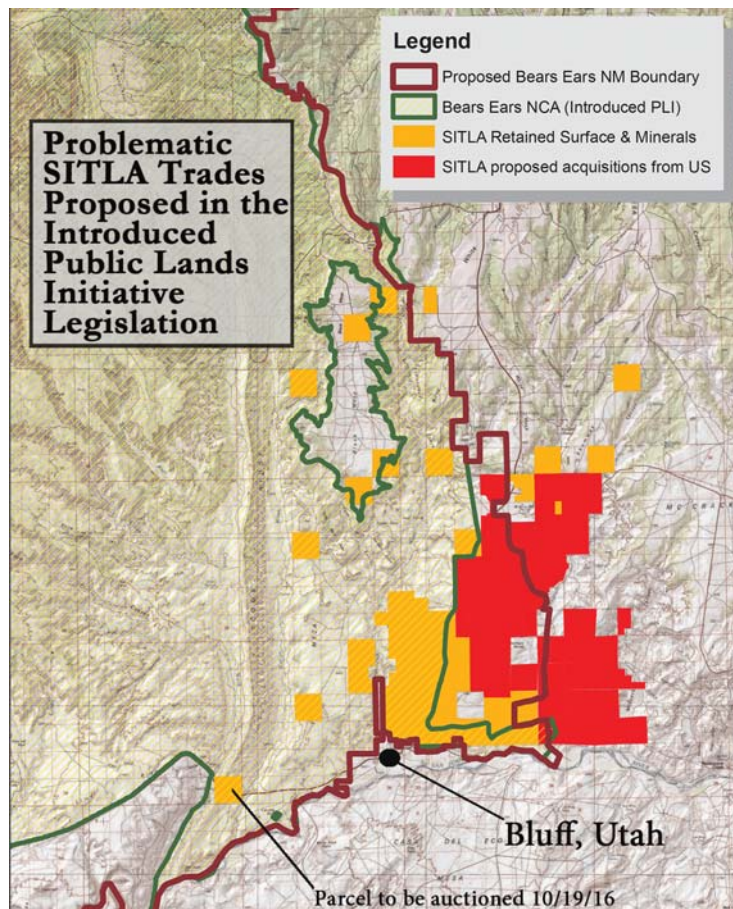 Legend
Proposed Bears Ears NM Boundary
Bears Ears NCA (Introduced PLI)
SITLA Retained Surface & Minerals
SITLA proposed acquisitions from US
Problematic
SITLA Trades
Proposed in the
Introduced
Public Lands
Initiative
Legislation
Bluff, Utah
Parcel to be auctioned 10/19/16